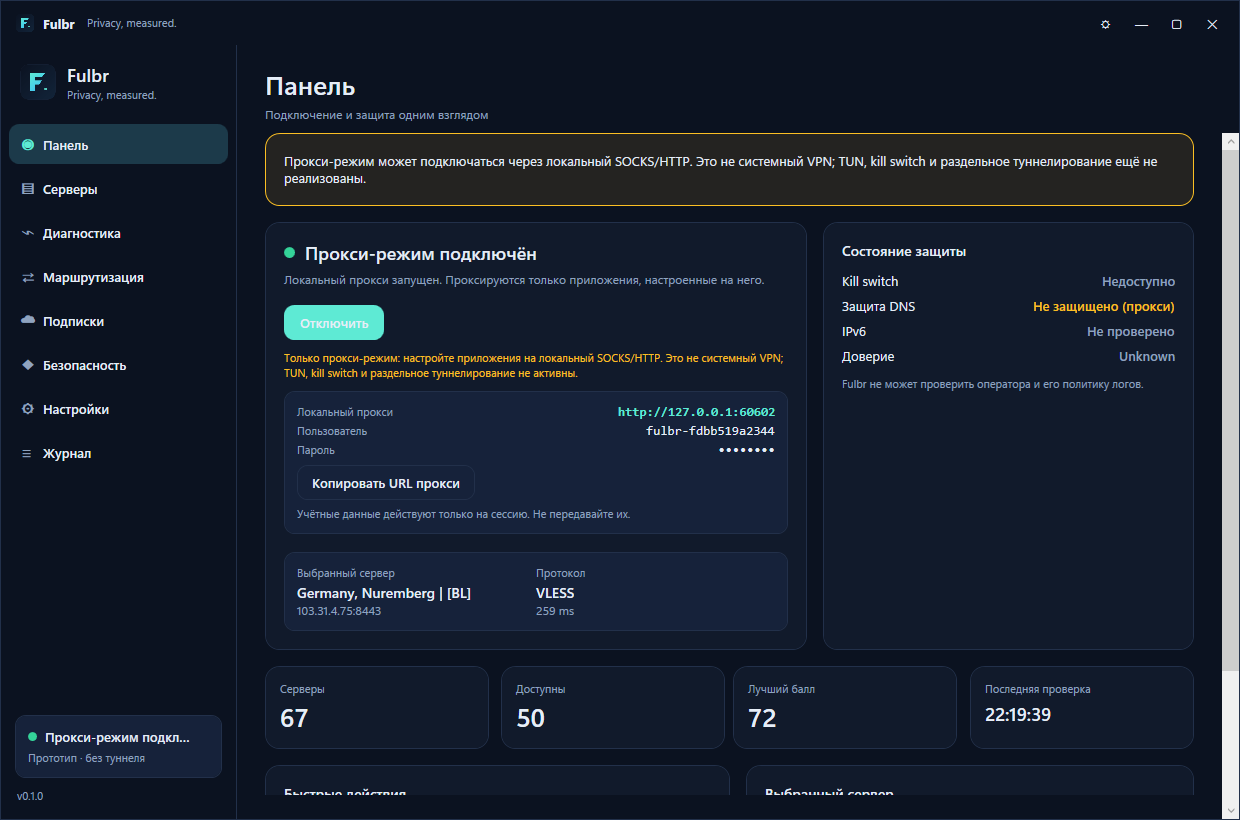 F. Fulbr Privacy, measured.
F. Fulbr
Privacy, measured.
Панель
Серверы
Диагностика
Маршрутизация
Подписки
Безопасность
Настройки
Журнал
Прокси-режим подкл...
Прототип · без туннеля
v0.1.0
Панель
Подключение и защита одним взглядом
Прокси-режим может подключаться через локальный SOCKS/HTTP. Это не системный VPN; TUN, kill switch и раздельное туннелирование ещё не
реализованы.
Прокси-режим подключён
Локальный прокси запущен. Проксируются только приложения, настроенные на него.
Отключить
Только прокси-режим: настройте приложения на локальный SOCKS/HTTP. Это не системный VPN;
TUN, kill switch и раздельное туннелирование не активны.
Локальный прокси http://127.0.0.1:60602
Пользователь fulbr-fdbb519a2344
Пароль ••••••••
Копировать URL прокси
Учётные данные действуют только на сессию. Не передавайте их.
Выбранный сервер Протокол
Germany, Nuremberg | [BL] VLESS
103.31.4.75:8443 259 ms
Состояние защиты
Kill switch Недоступно
Защита DNS Не защищено (прокси)
IPv6 Не проверено
Доверие Unknown
Fulbr не может проверить оператора и его политику логов.
Серверы
67
Доступны
50
Лучший балл
72
Последняя проверка
22:19:39
Быстрые действия
Выбранный сервер